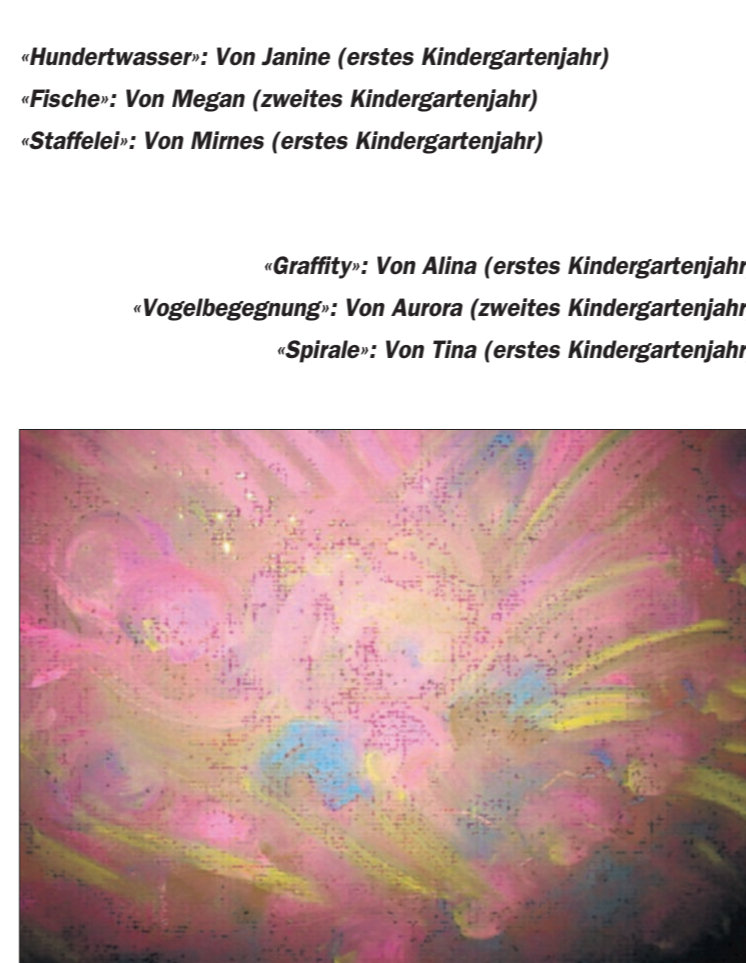 «Hundertwasser»: Von Janine (erstes Kindergartenjahr)
«Fische»: Von Megan (zweites Kindergartenjahr)
«Staffelei»: Von Mirnes (erstes Kindergartenjahr)
«Graffity»: Von Alina (erstes Kindergartenjahr
«Vogelbegegnung»: Von Aurora (zweites Kindergartenjahr
«Spirale»: Von Tina (erstes Kindergartenjahr